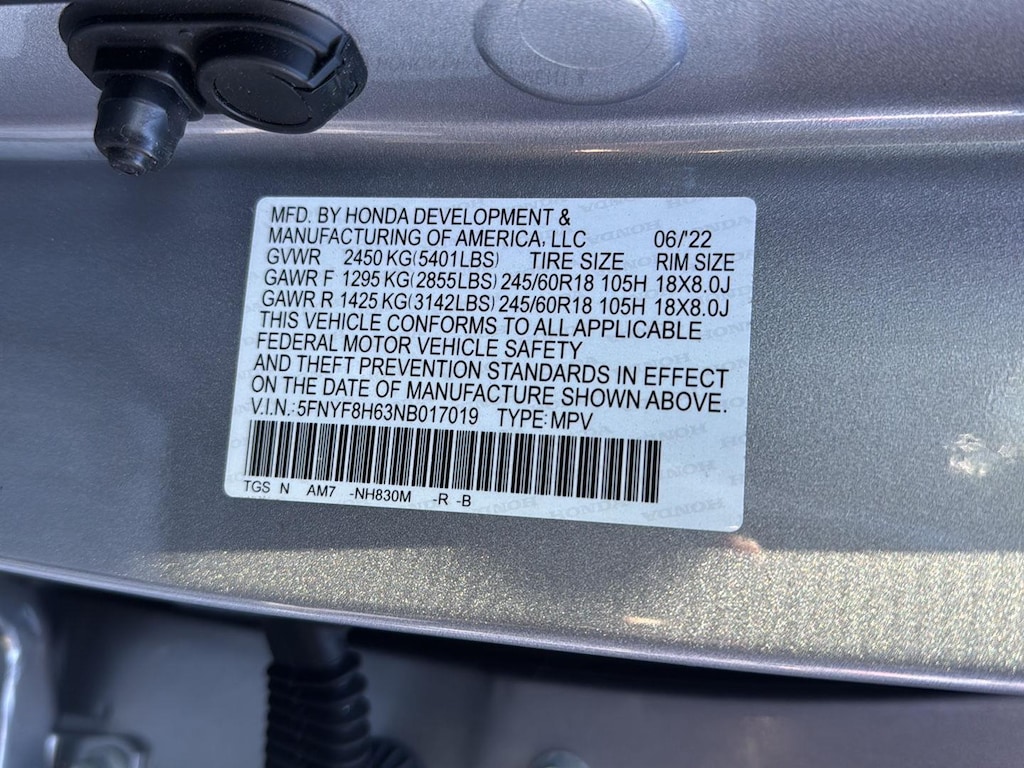 MFD. BY HONDA DEVELOPMENT &
MANUFACTURING OF AMERICA, LLC 06/'22
GVWR 2450 KG(5401LBS) TIRE SIZE RIM SIZE
GAWR F 1295 KG(2855LBS) 245/60R18 105H 18X8.0J
GAWR R 1425 KG(3142LBS) 245/60R18 105H 18X8.0J
THIS VEHICLE CONFORMS TO ALL APPLICABLE
FEDERAL MOTOR VEHICLE SAFETY
AND THEFT PREVENTION STANDARDS IN EFFECT
ON THE DATE OF MANUFACTURE SHOWN ABOVE.
V.I.N.: 5FNYF8H63NB017019 TYPE: MPV
TGS N AM7 -NH830M -R -B